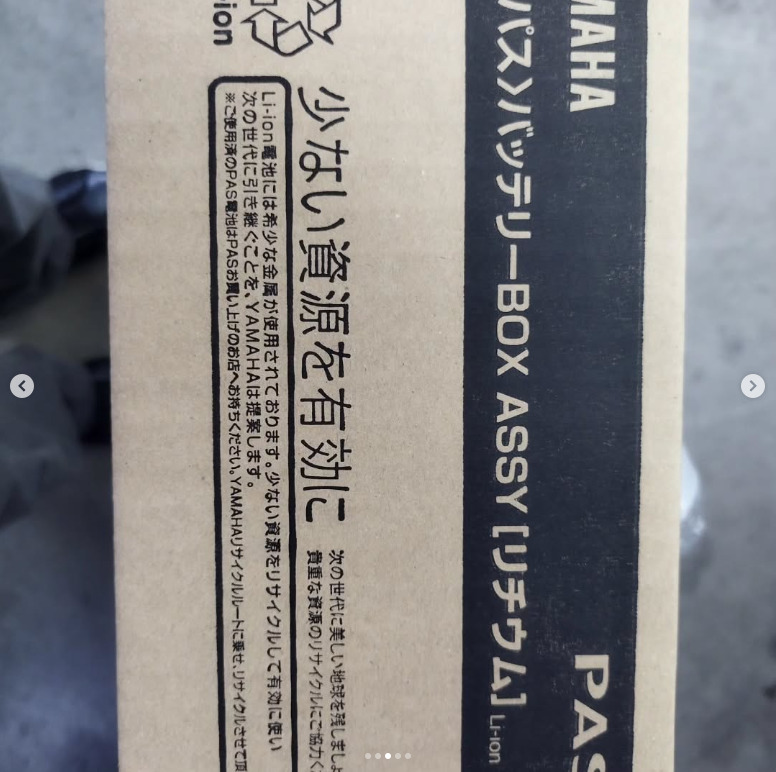 MAHA
パス〉バッテリーBOX ASSY [リチウム] Li-ion
PAS
少ない資源を有効に
次の世代に美しい地球を残しましょ
貴重な資源のリサイクルにご協力く
Li-ion電池には希少な金属が使用されております。少ない資源をリサイクルして有効に使い
次の世代に引き継ぐことを、YAMAHAは提案します。
※ご使用済のPAS電池はPASお買い上げのお店へお持ちください。YAMAHAリサイクルルートに乗せ、リサイクルさせて頂
-ion